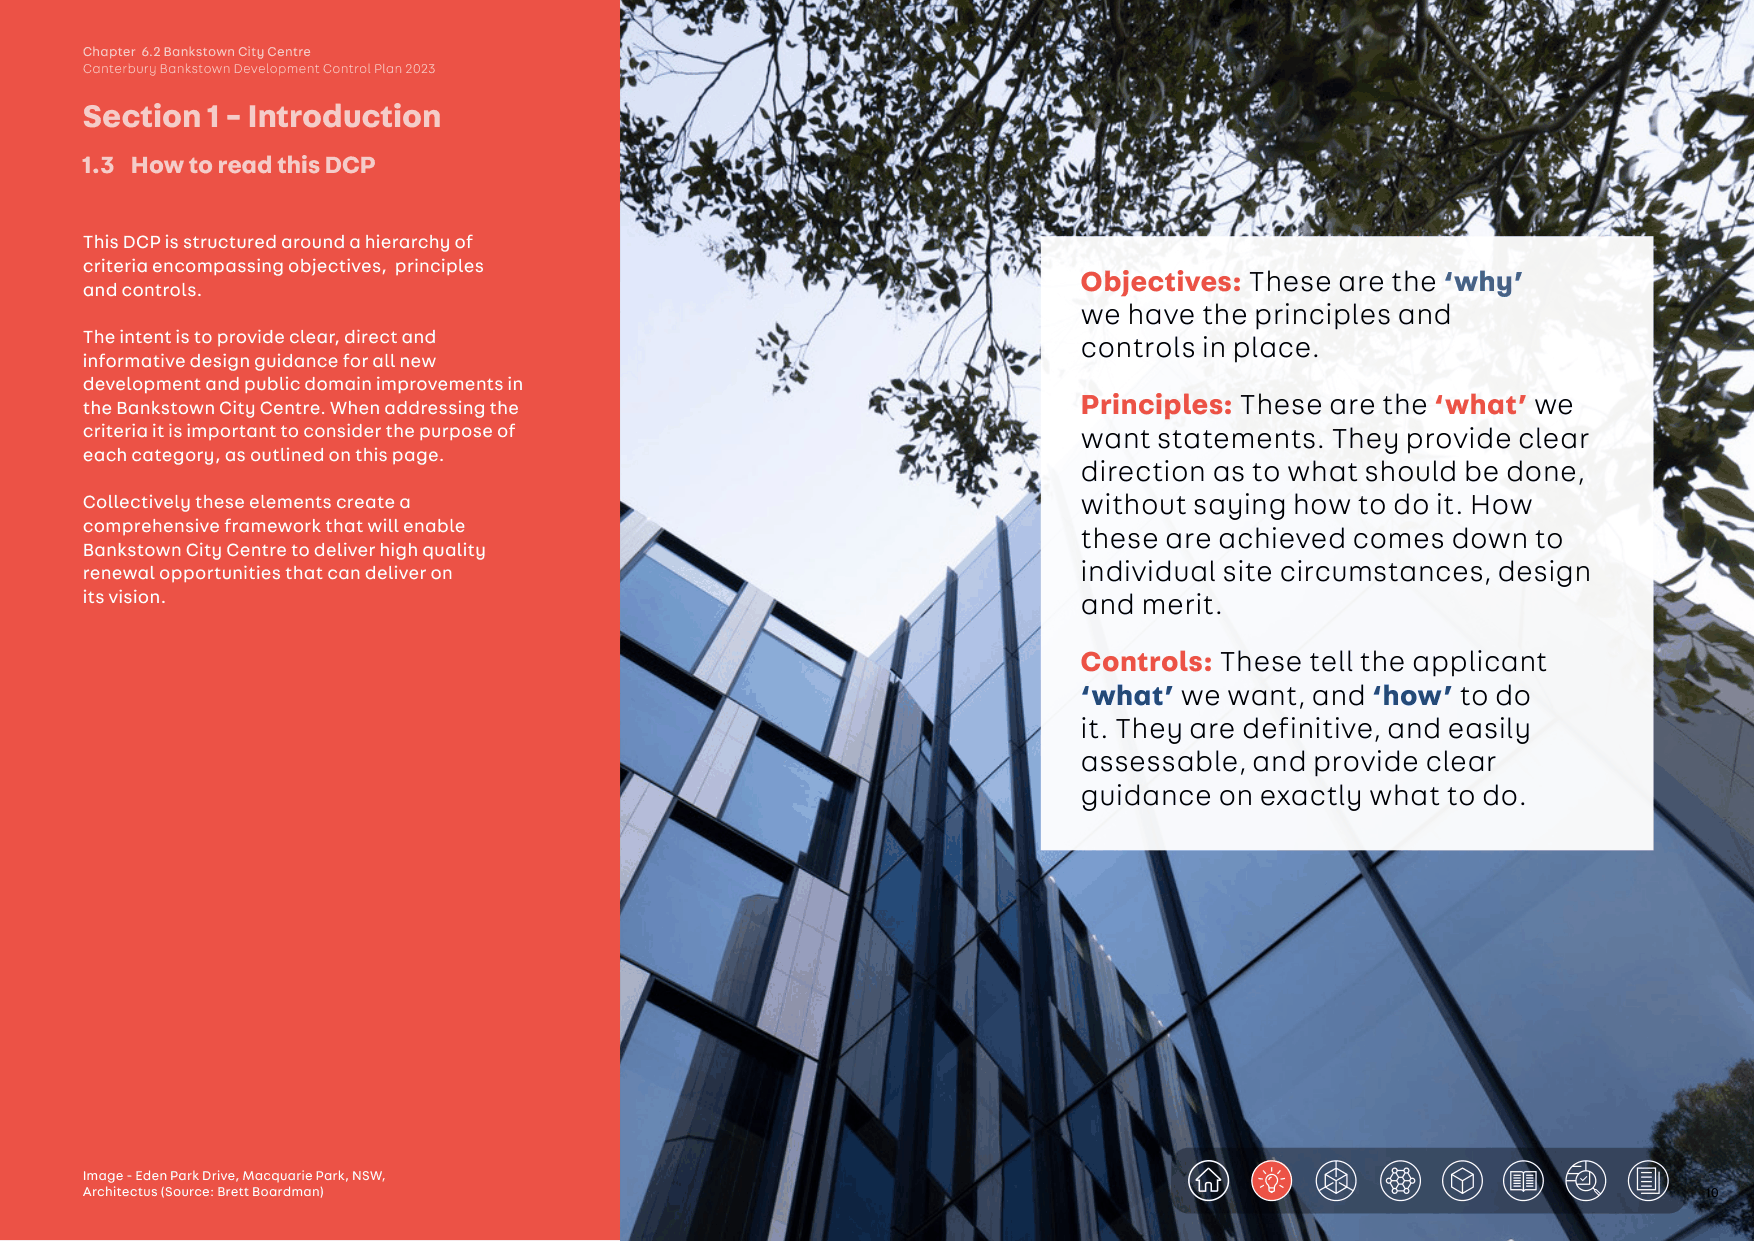 Chapter 6.2 Bankstown City Centre
Canterbury Bankstown Development Control Plan 2023
Section 1 – Introduction
1.3 How to read this DCP
This DCP is structured around a hierarchy of
criteria encompassing objectives, principles
and controls.
The intent is to provide clear, direct and
informative design guidance for all new
development and public domain improvements in
the Bankstown City Centre. When addressing the
criteria it is important to consider the purpose of
each category, as outlined on this page.
Collectively these elements create a
comprehensive framework that will enable
Bankstown City Centre to deliver high quality
renewal opportunities that can deliver on
its vision.
Image - Eden Park Drive, Macquarie Park, NSW,
Architectus (Source: Brett Boardman)
Objectives: These are the ‘why’
we have the principles and
controls in place.
Principles: These are the ‘what’ we
want statements. They provide clear
direction as to what should be done,
without saying how to do it. How
these are achieved comes down to
individual site circumstances, design
and merit.
Controls: These tell the applicant
‘what’ we want, and ‘how’ to do
it. They are definitive, and easily
assessable, and provide clear
guidance on exactly what to do.
10